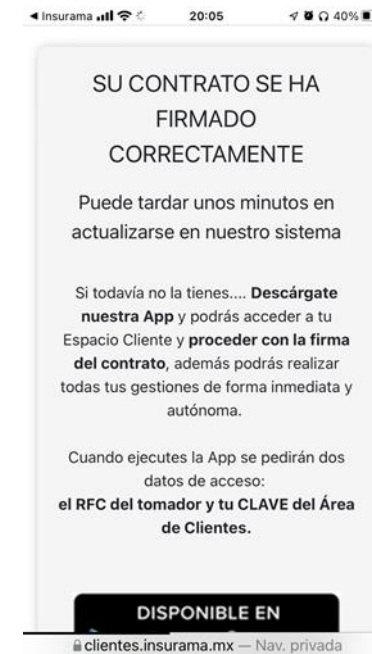 ◀ Insurama 20:05 40%
SU CONTRATO SE HA
FIRMADO
CORRECTAMENTE
Puede tardar unos minutos en
actualizarse en nuestro sistema
Si todavía no la tienes.... Descárgate
nuestra App y podrás acceder a tu
Espacio Cliente y proceder con la firma
del contrato, además podrás realizar
todas tus gestiones de forma inmediata y
autónoma.
Cuando ejecutes la App se pedirán dos
datos de acceso:
el RFC del tomador y tu CLAVE del Área
de Clientes.
DISPONIBLE EN
clientes.insurama.mx — Nav. privada